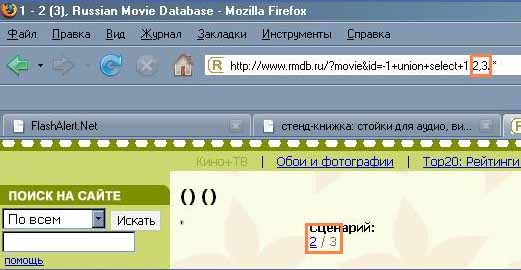 1 - 2 (3), Russian Movie Database - Mozilla Firefox
Файл Правка Вид Журнал Закладки Инструменты Справка
R http://www.rmdb.ru/?movie&id=-1+union+select+1,2,3,*
FlashAlert.Net стенд-книжка: стойки для аудио, ви... R
Кино+ТВ | Обои и фотографии | Top20: Рейтинги
ПОИСК НА САЙТЕ
По всем Искать
помощь
() ()
"
Сценарий:
2 / 3